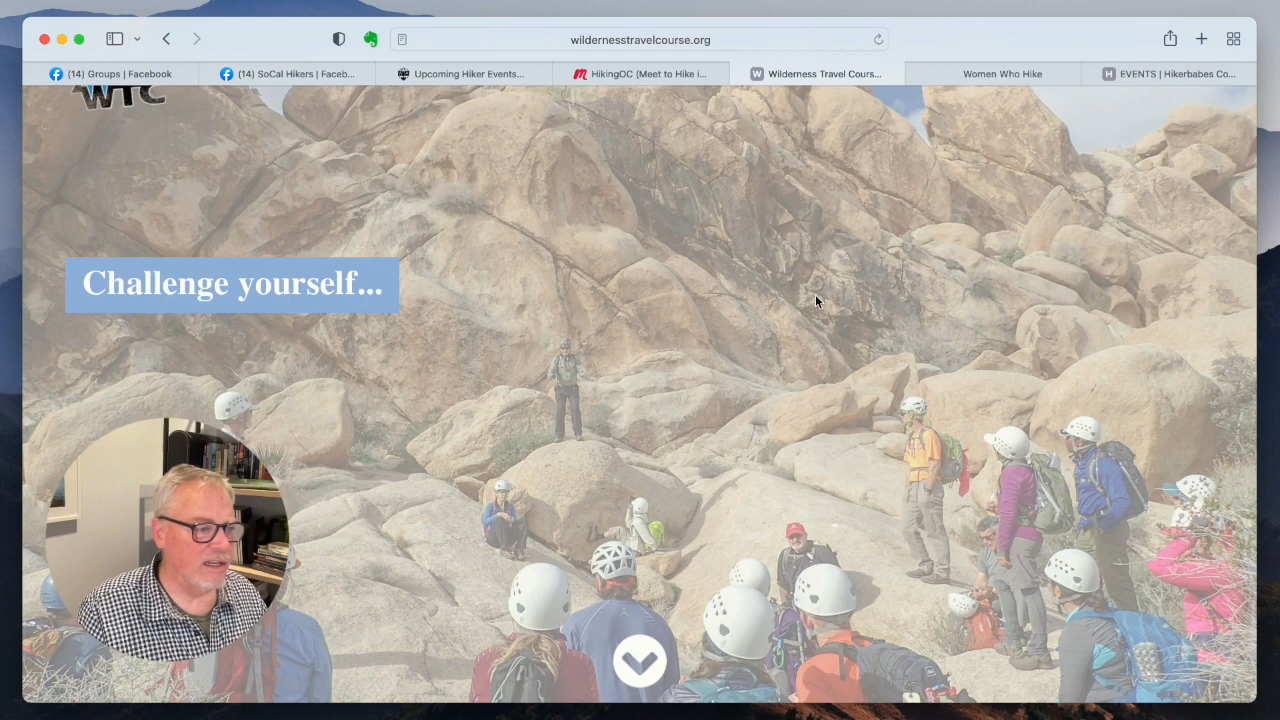 wildernesstravelcourse.org
(14) Groups | Facebook
(14) SoCal Hikers | Faceb...
Upcoming Hiker Events...
HikingOC (Meet to Hike i...
W
Wilderness Travel Cours...
Women Who Hike
H
EVENTS | Hikerbabes Co...
WTC
Challenge yourself...